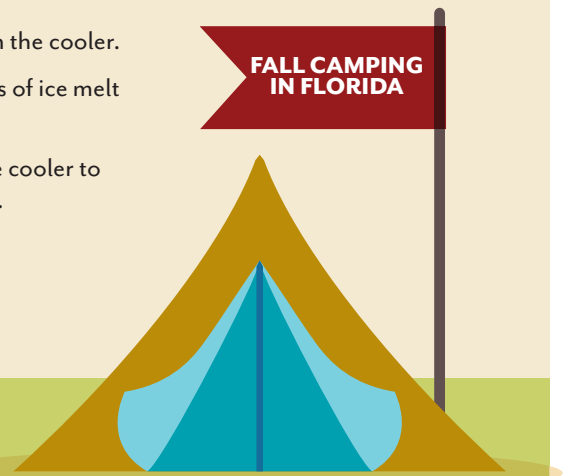 the cooler.
of ice melt
cooler to
FALL CAMPING
IN FLORIDA